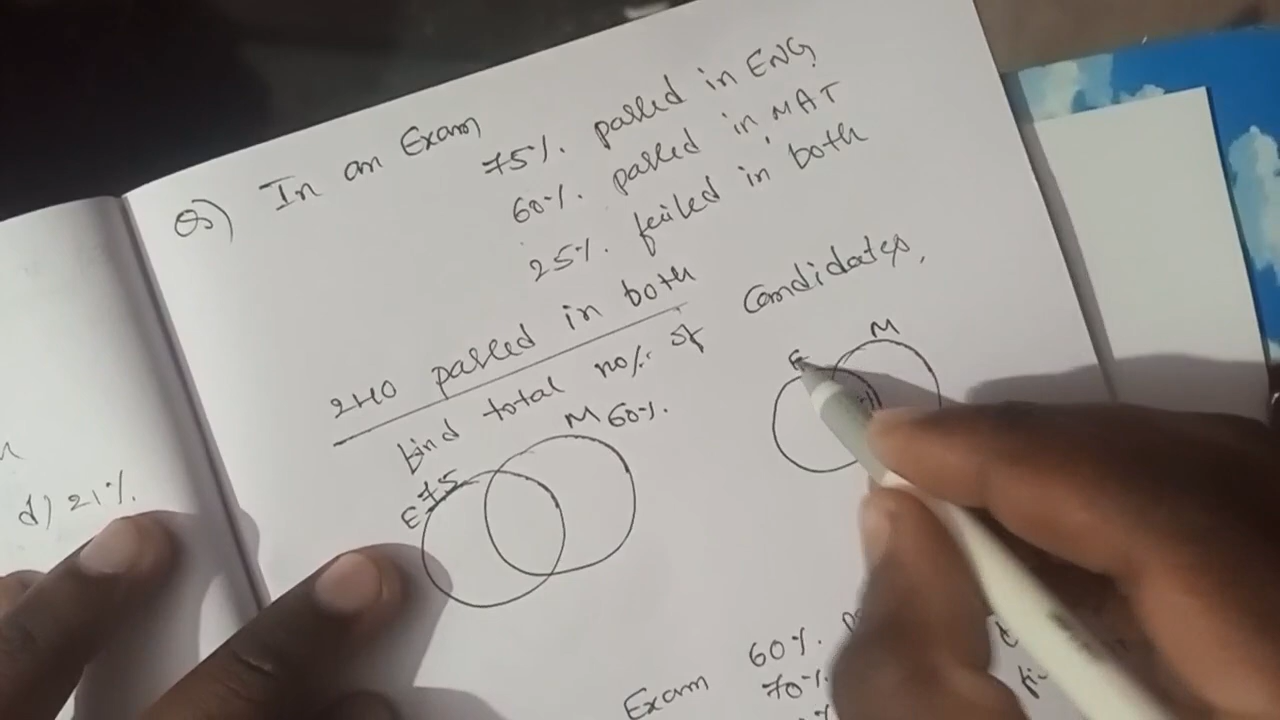 Q) In an Exam
75%. passed in ENG
60%. passed in MAT
25%. failed in both
240 passed in both
find total no/: of Candidates,
M 60%.
E 75
E
M
d) 21%.
Exam
60%.
70%.